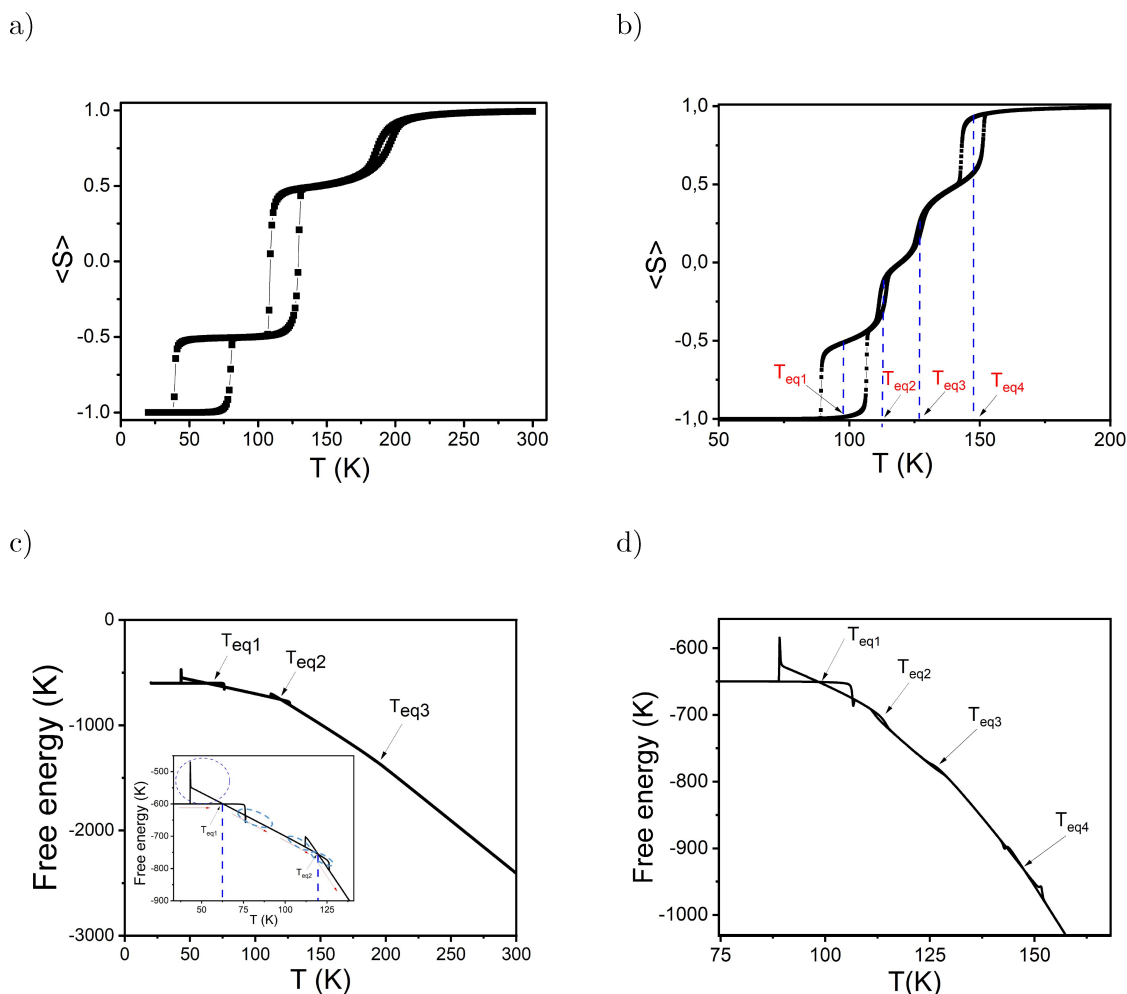 a)
b)
1.0
0.5
0.0
-0.5
-1.0
<S>
0
50
100
150
200
250
300
T (K)
1,0
0,5
0,0
-0,5
-1,0
<S>
T_eq1
T_eq2
T_eq3
T_eq4
50
100
150
200
T (K)
c)
d)
0
-1000
-2000
-3000
Free energy (K)
T_eq1
T_eq2
T_eq3
-500
-600
-700
-800
-900
Free energy (K)
T_eq1
T_eq2
50
75
100
125
T (K)
0
50
100
150
200
250
300
T (K)
-600
-700
-800
-900
-1000
Free energy (K)
T_eq1
T_eq2
T_eq3
T_eq4
75
100
125
150
T(K)